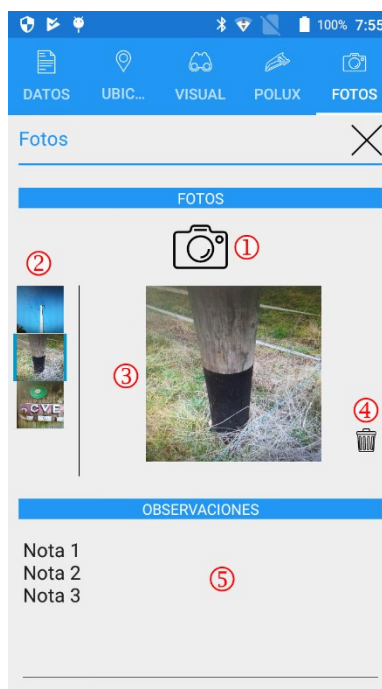 100% 7:55
DATOS UBIC... VISUAL POLUX FOTOS
Fotos
FOTOS
①
②
CVE
③
④
OBSERVACIONES
Nota 1
Nota 2
Nota 3
⑤